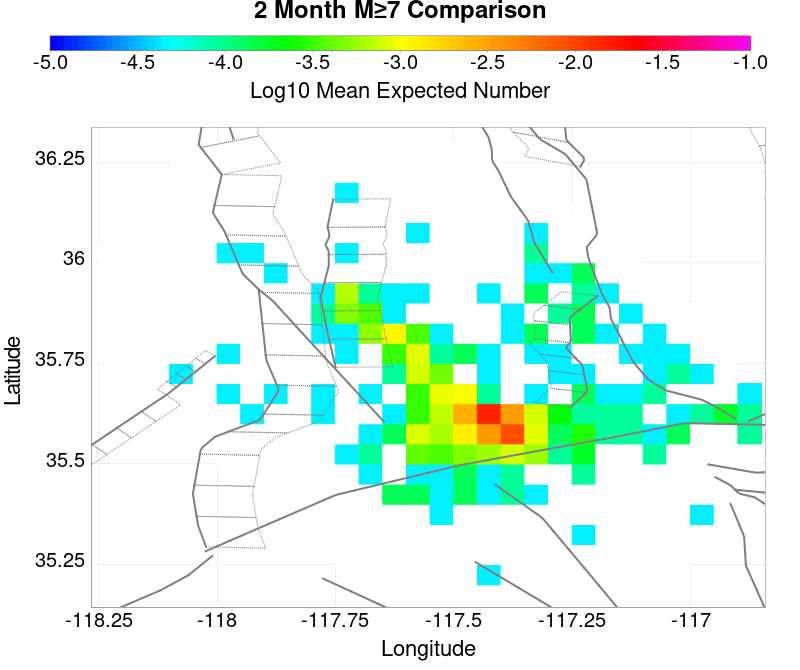 2 Month M≥7 Comparison
-5.0 -4.5 -4.0 -3.5 -3.0 -2.5 -2.0 -1.5 -1.0
Log10 Mean Expected Number
36.25
36
35.75
35.5
35.25
Latitude
-118.25 -118 -117.75 -117.5 -117.25 -117
Longitude